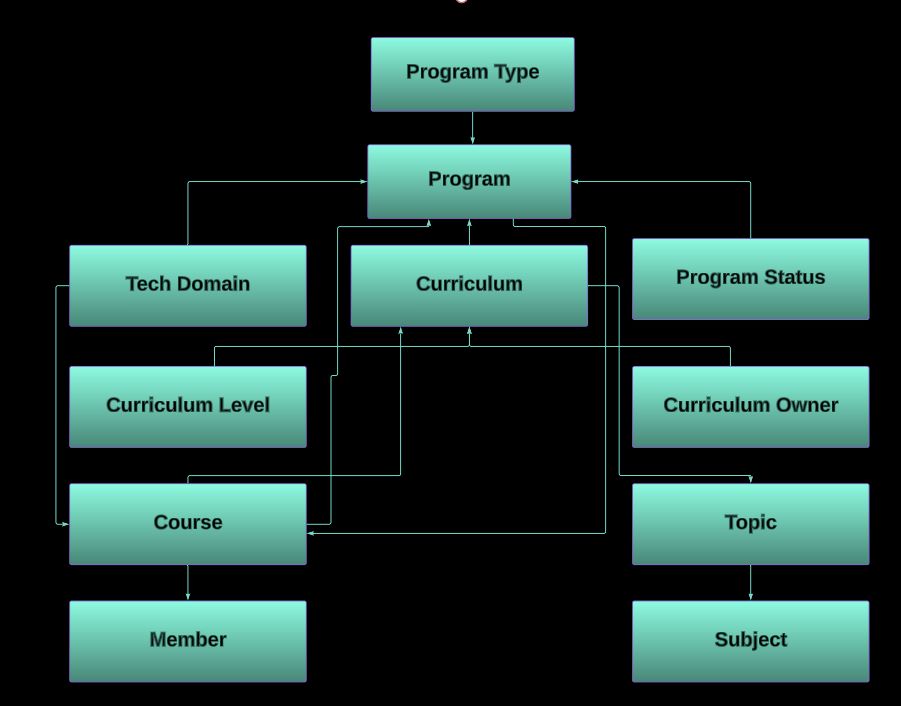 Program Type
Program
Tech Domain
Curriculum
Program Status
Curriculum Level
Curriculum Owner
Course
Topic
Member
Subject